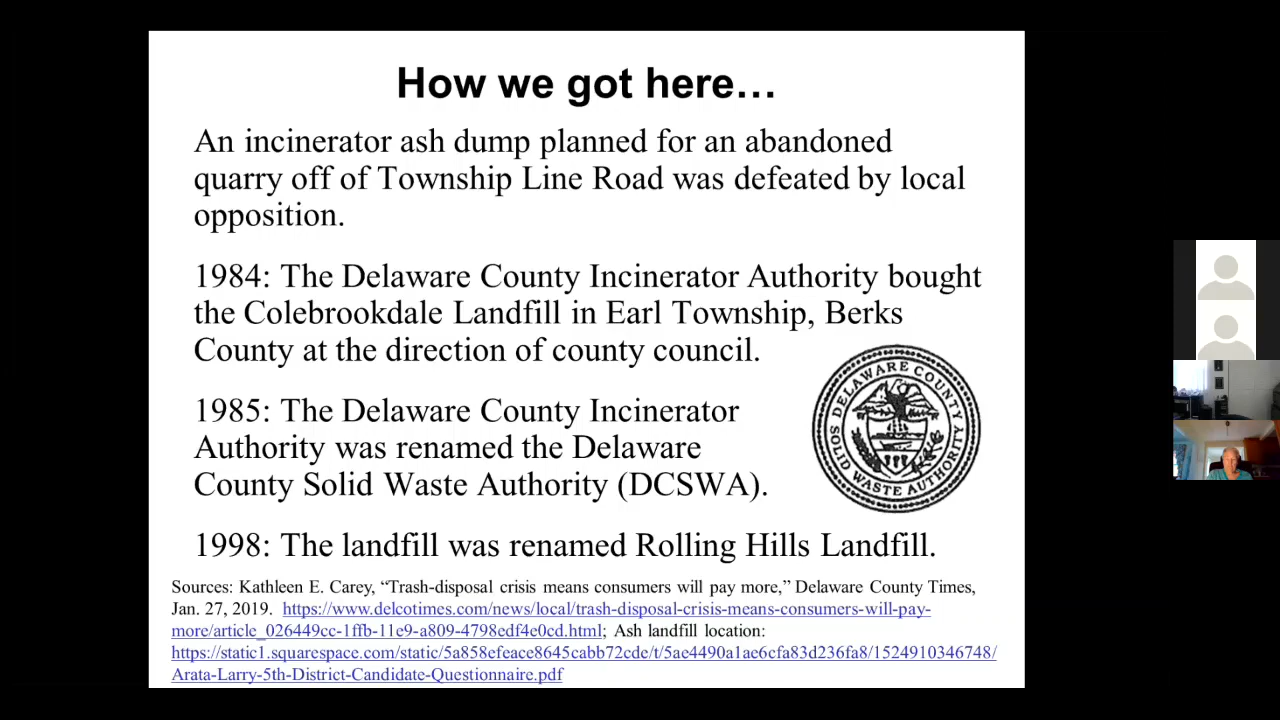 How we got here…
An incinerator ash dump planned for an abandoned
quarry off of Township Line Road was defeated by local
opposition.
1984: The Delaware County Incinerator Authority bought
the Colebrookdale Landfill in Earl Township, Berks
County at the direction of county council.
1985: The Delaware County Incinerator
Authority was renamed the Delaware
County Solid Waste Authority (DCSWA).
DELAWARE COUNTY
SOLID WASTE AUTHORITY
1998: The landfill was renamed Rolling Hills Landfill.
Sources: Kathleen E. Carey, “Trash-disposal crisis means consumers will pay more,” Delaware County Times,
Jan. 27, 2019. https://www.delcotimes.com/news/local/trash-disposal-crisis-means-consumers-will-pay-
more/article_026449cc-1ffb-11e9-a809-4798edf4e0cd.html; Ash landfill location:
https://static1.squarespace.com/static/5a858efeace8645cabb72cde/t/5ae4490a1ae6cfa83d236fa8/1524910346748/
Arata-Larry-5th-District-Candidate-Questionnaire.pdf